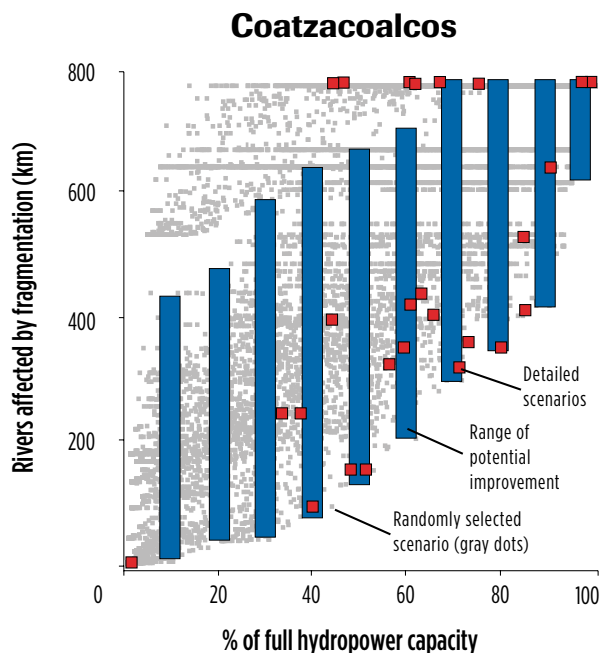 Coatzacoalcos
Rivers affected by fragmentation (km)
800
600
400
200
0
20
40
60
80
100
% of full hydropower capacity
Detailed
scenarios
Range of
potential
improvement
Randomly selected
scenario (gray dots)